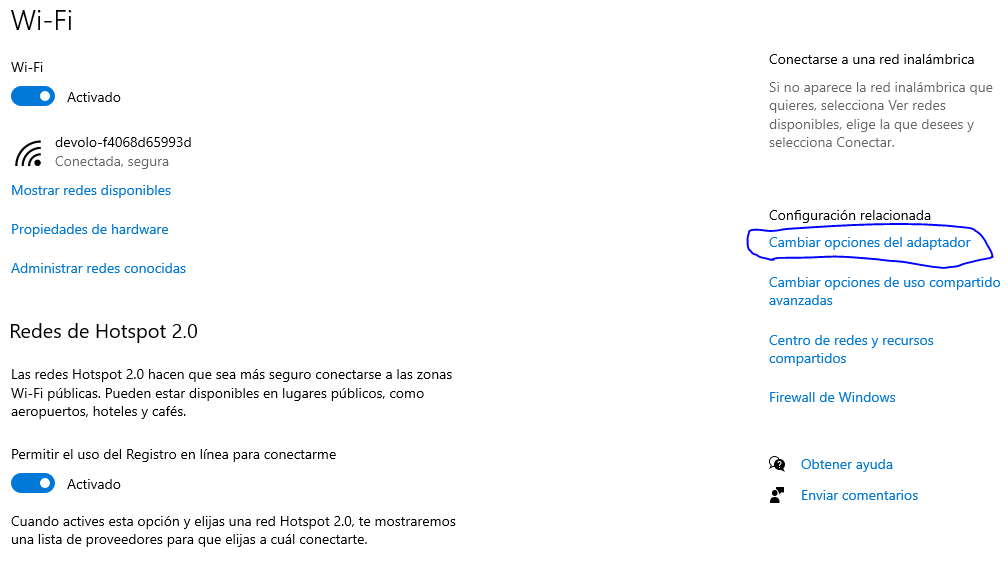 Wi-Fi
Wi-Fi
Activado
devolo-f4068d65993d
Conectada, segura
Mostrar redes disponibles
Propiedades de hardware
Administrar redes conocidas
Redes de Hotspot 2.0
Las redes Hotspot 2.0 hacen que sea más seguro conectarse a las zonas
Wi-Fi públicas. Pueden estar disponibles en lugares públicos, como
aeropuertos, hoteles y cafés.
Permitir el uso del Registro en línea para conectarme
Activado
Cuando actives esta opción y elijas una red Hotspot 2.0, te mostraremos
una lista de proveedores para que elijas a cuál conectarte.
Conectarse a una red inalámbrica
Si no aparece la red inalámbrica que
quieres, selecciona Ver redes
disponibles, elige la que desees y
selecciona Conectar.
Configuración relacionada
Cambiar opciones del adaptador
Cambiar opciones de uso compartido
avanzadas
Centro de redes y recursos
compartidos
Firewall de Windows
Obtener ayuda
Enviar comentarios